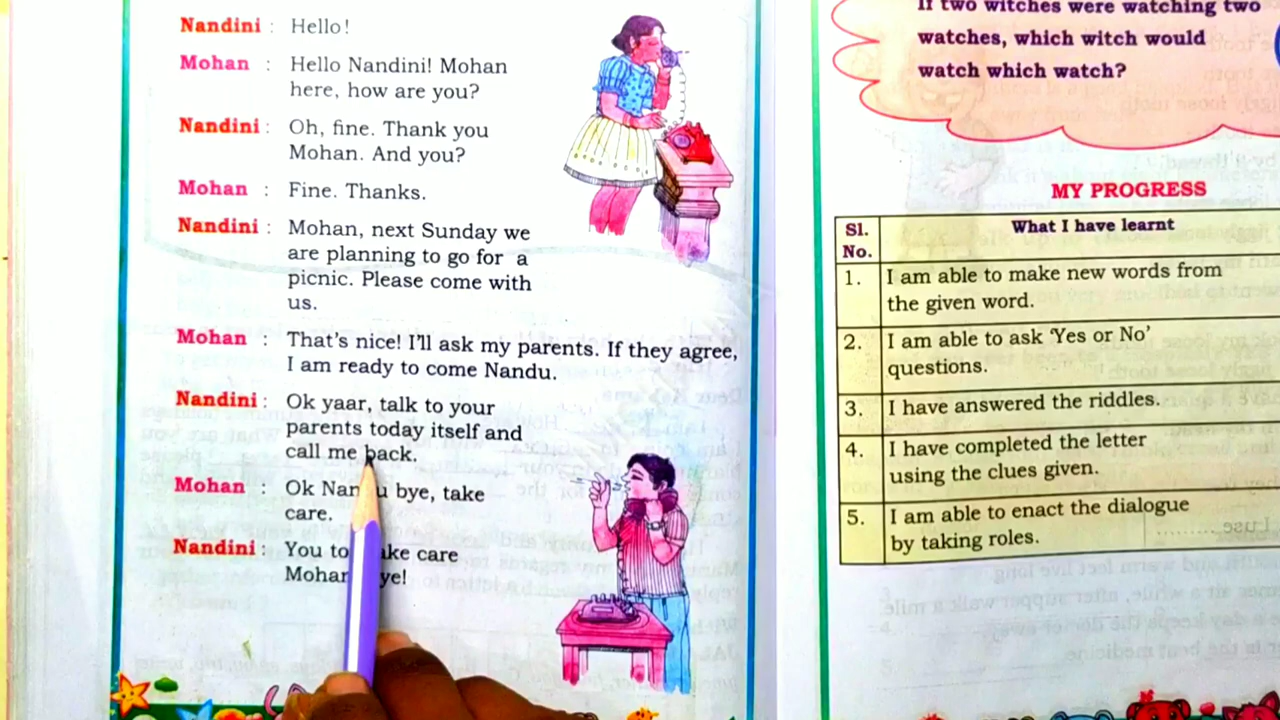 Nandini : Hello!
Mohan : Hello Nandini! Mohan
here, how are you?
Nandini : Oh, fine. Thank you
Mohan. And you?
Mohan : Fine. Thanks.
Nandini : Mohan, next Sunday we
are planning to go for a
picnic. Please come with
us.
Mohan : That's nice! I'll ask my parents. If they agree,
I am ready to come Nandu.
Nandini : Ok yaar, talk to your
parents today itself and
call me back.
Mohan : Ok bye, take
care.
Nandini : You care
If two witches were watching two
watches, which witch would
watch which watch?
MY PROGRESS
Sl. No. What I have learnt
1. I am able to make new words from
the given word.
2. I am able to ask 'Yes or No'
questions.
3. I have answered the riddles.
4. I have completed the letter
using the clues given.
5. I am able to enact the dialogue
by taking roles.